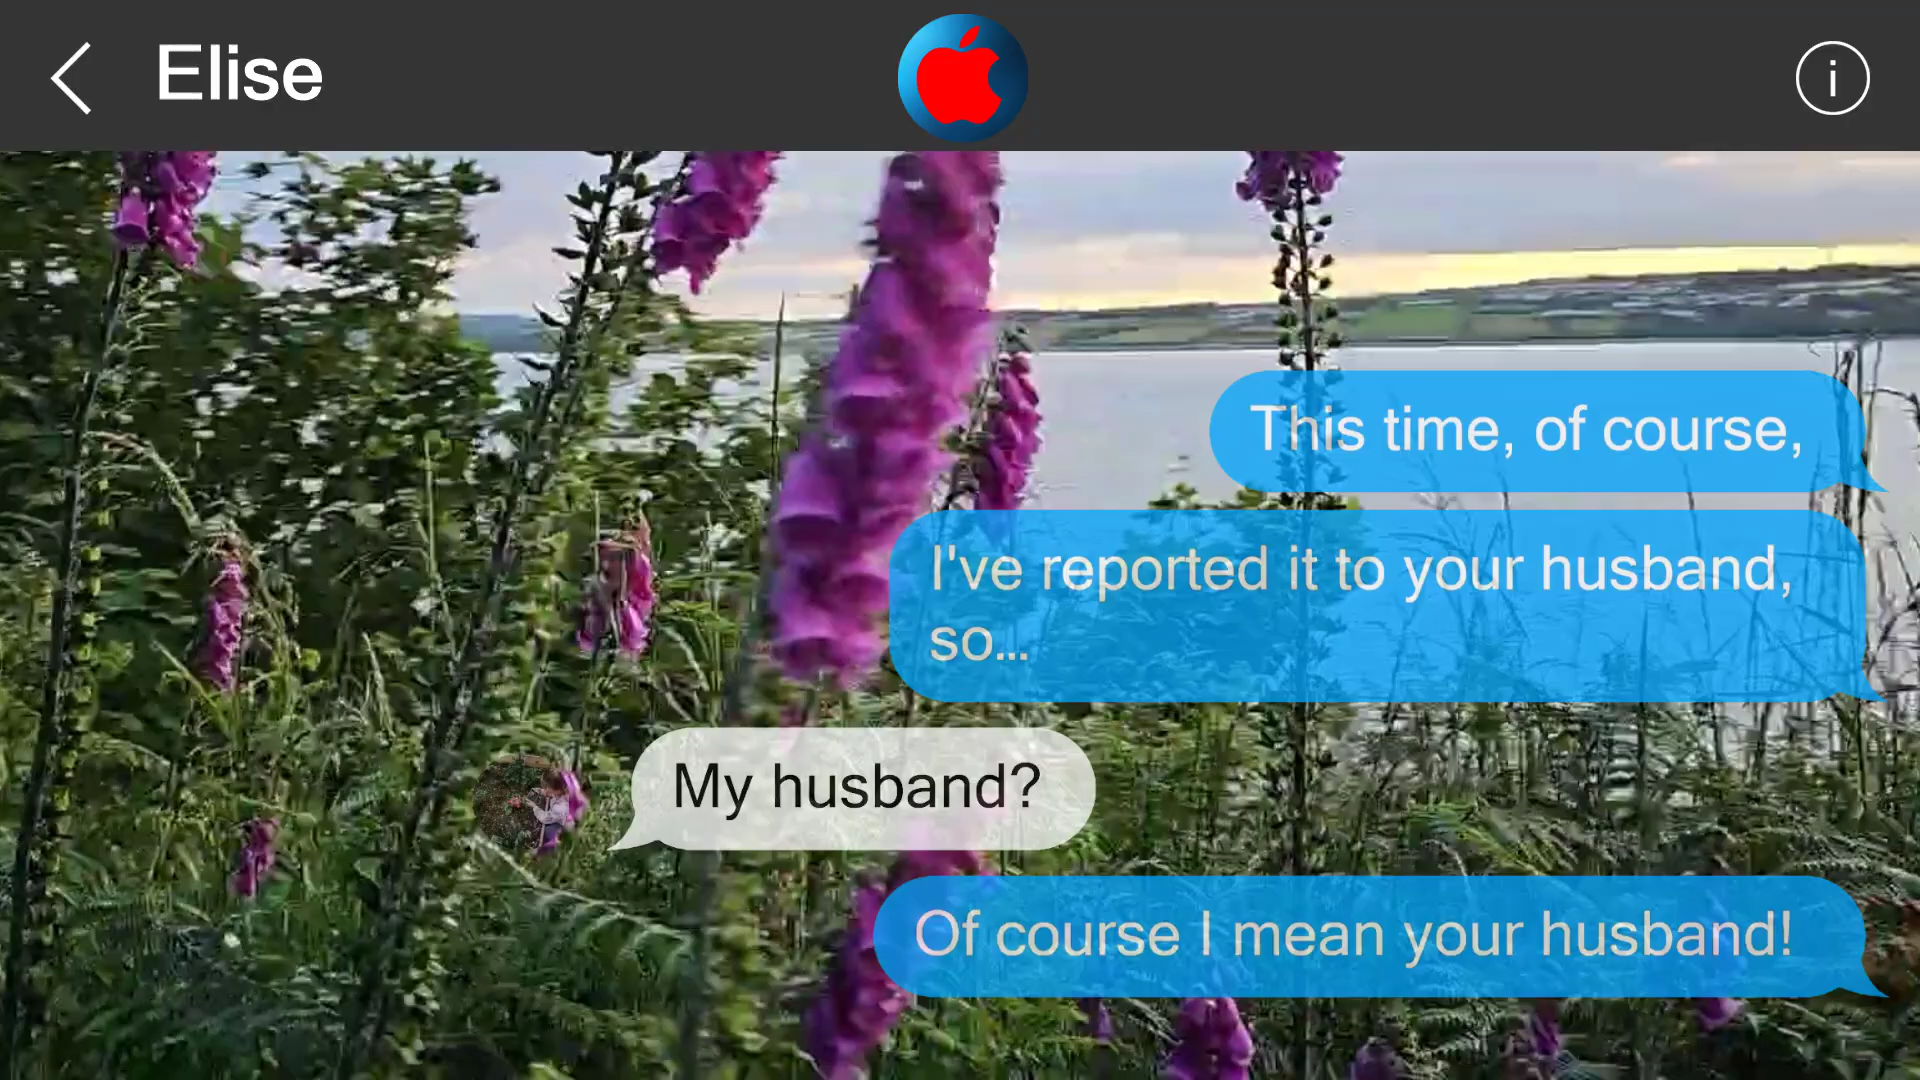 Elise
i
This time, of course,
I've reported it to your husband,
so...
My husband?
Of course I mean your husband!